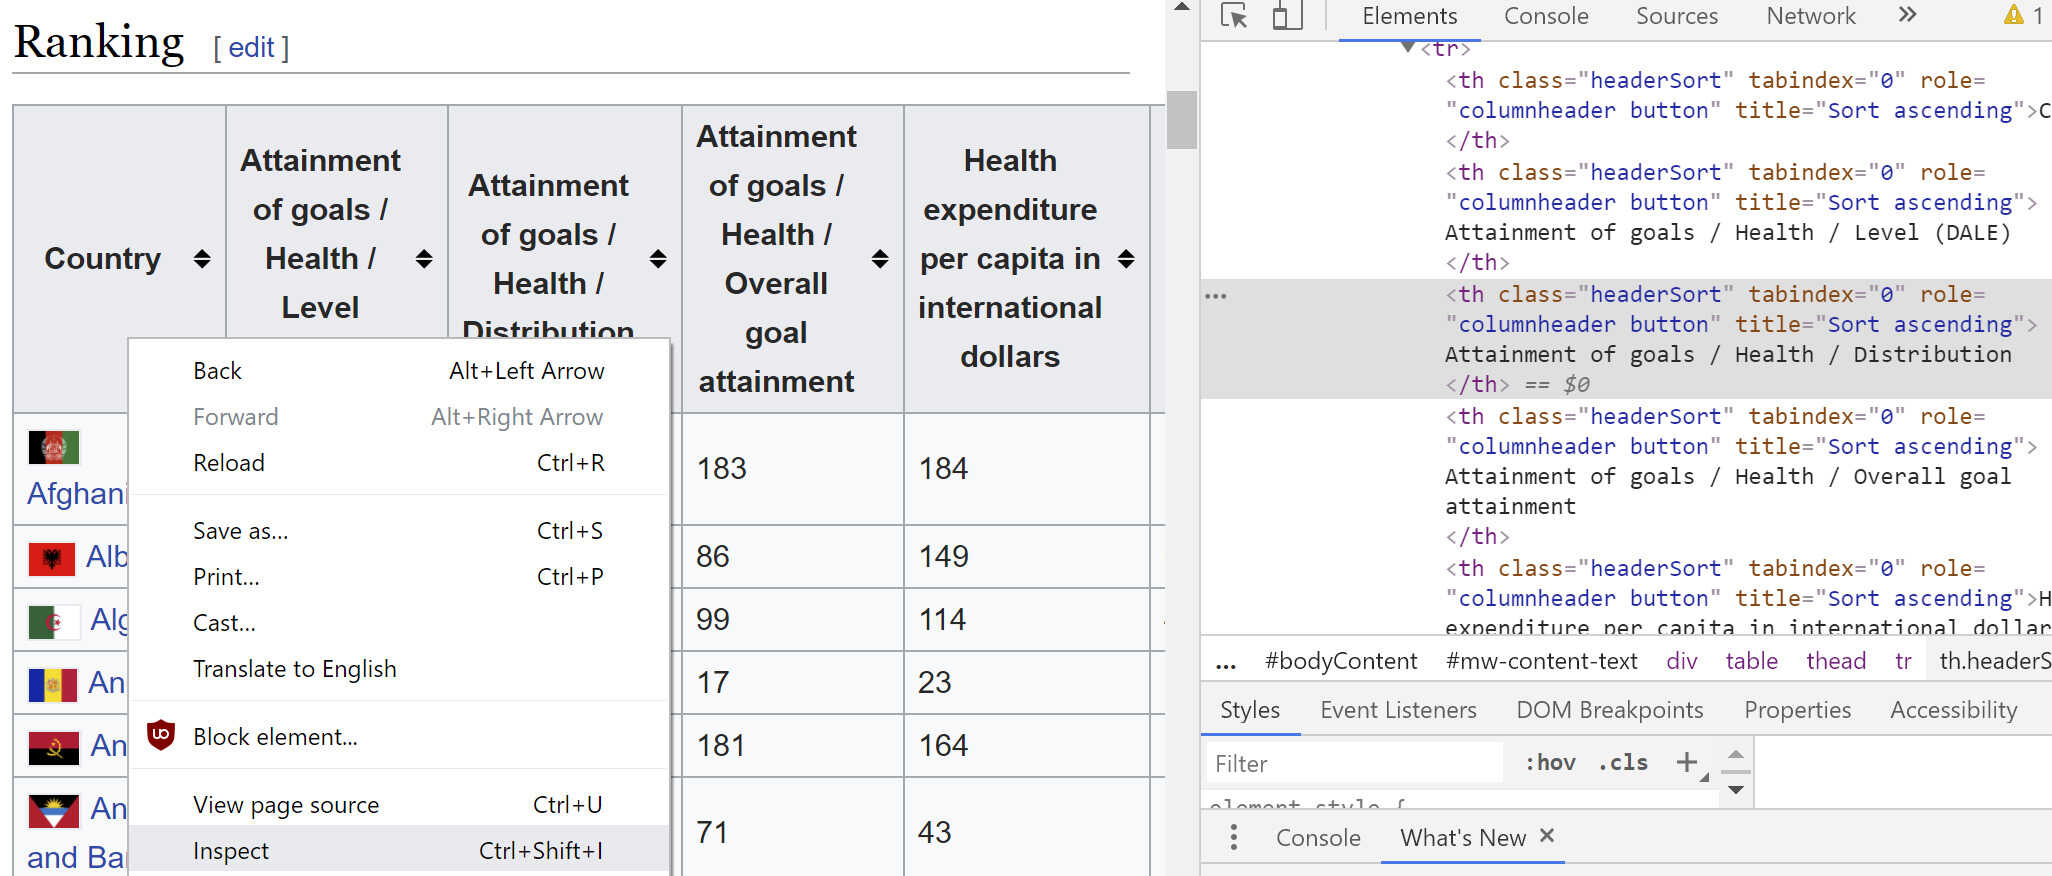 Ranking [ edit ]
Country
Attainment
of goals /
Health /
Level
Attainment
of goals /
Health /
Distribution
Attainment
of goals /
Health /
Overall
goal
attainment
Health
expenditure
per capita in
international
dollars
Afghani
183 184
Alb
86 149
Alg
99 114
An
17 23
An
181 164
An
and Ba
71 43
Back Alt+Left Arrow
Forward Alt+Right Arrow
Reload Ctrl+R
Save as... Ctrl+S
Print... Ctrl+P
Cast...
Translate to English
Block element...
View page source Ctrl+U
Inspect Ctrl+Shift+I
Elements Console Sources Network » 1
<tr>
<th class="headerSort" tabindex="0" role=
"columnheader button" title="Sort ascending">C
</th>
<th class="headerSort" tabindex="0" role=
"columnheader button" title="Sort ascending">
Attainment of goals / Health / Level (DALE)
</th>
... <th class="headerSort" tabindex="0" role=
"columnheader button" title="Sort ascending">
Attainment of goals / Health / Distribution
</th> == $0
<th class="headerSort" tabindex="0" role=
"columnheader button" title="Sort ascending">
Attainment of goals / Health / Overall goal
attainment
</th>
<th class="headerSort" tabindex="0" role=
"columnheader button" title="Sort ascending">H
expenditure per capita in international dollar
... #bodyContent #mw-content-text div table thead tr th.headerS
Styles Event Listeners DOM Breakpoints Properties Accessibility
Filter :hov .cls +
element.style {
Console What's New ×